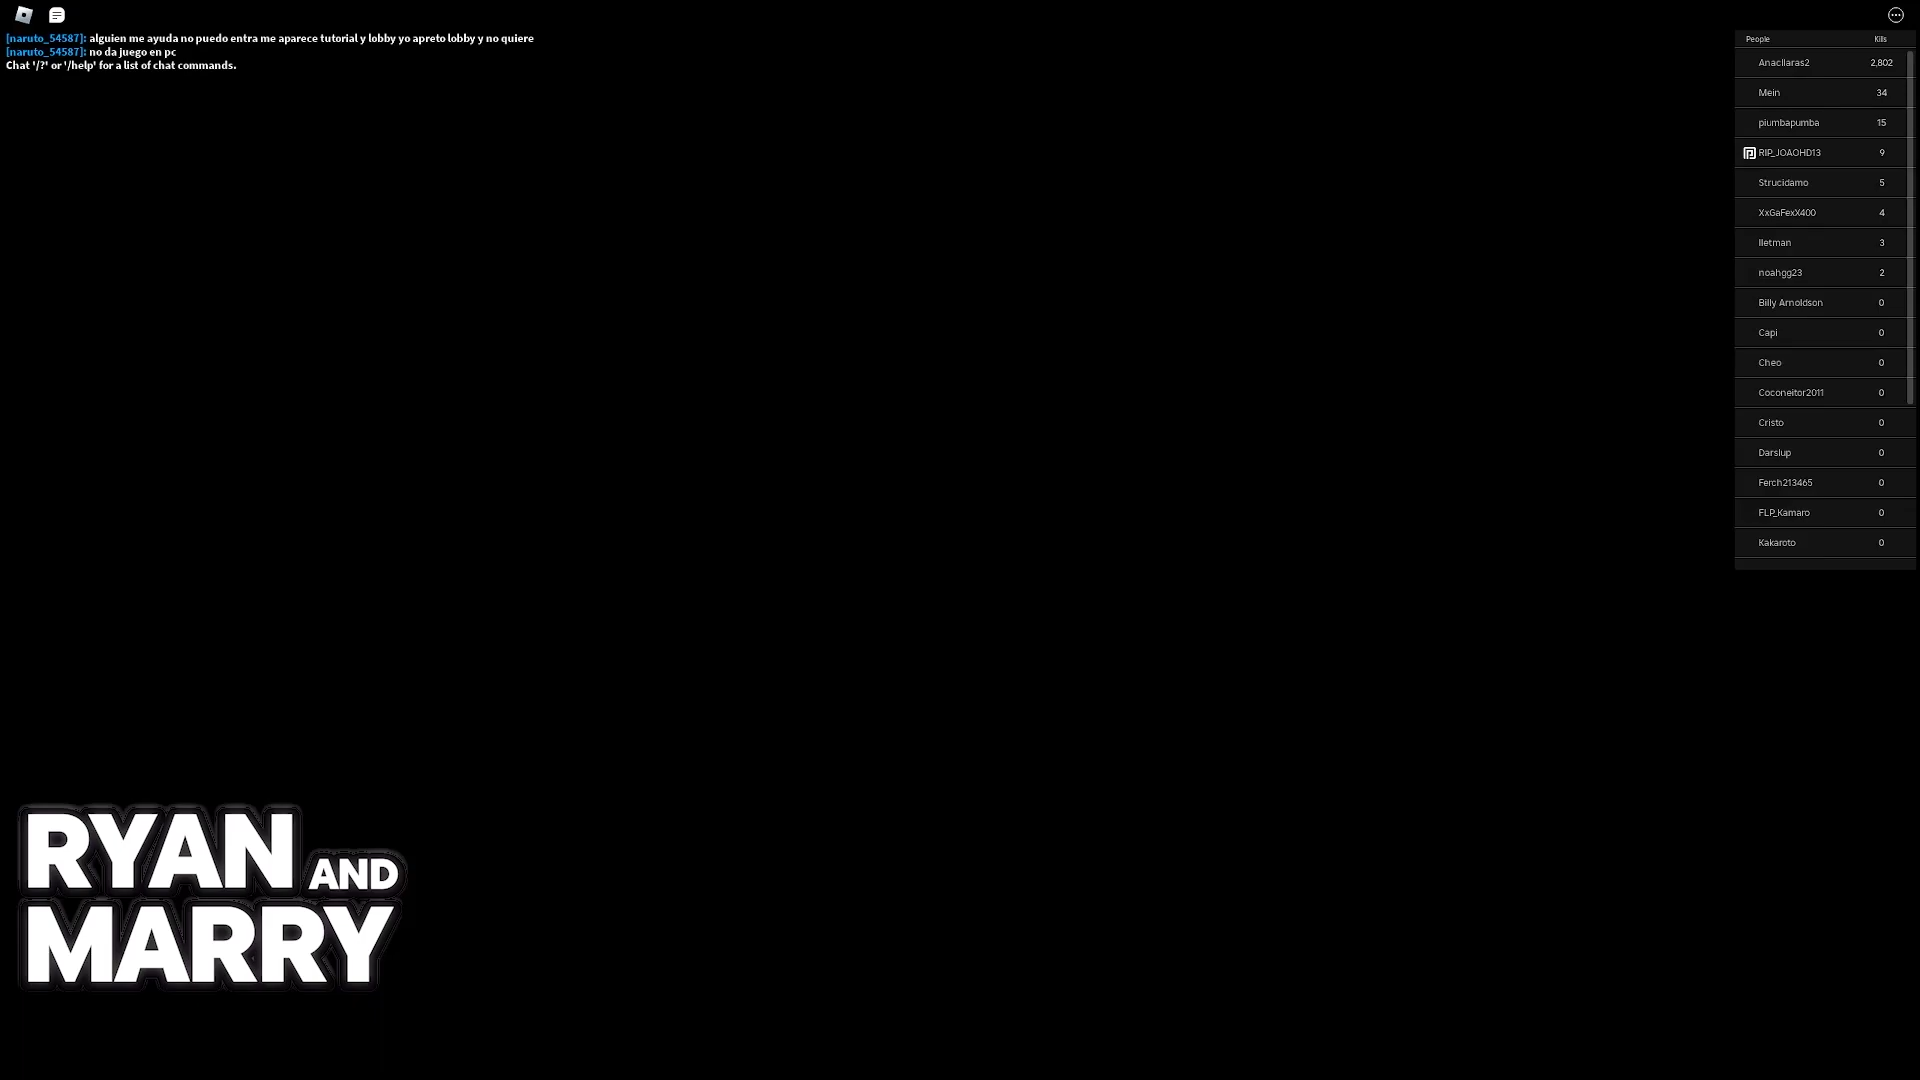 [naruto_54587]: alguien me ayuda no puedo entra me aparece tutorial y lobby yo apreto lobby y no quiere
[naruto_54587]: no da juego en pc
Chat '/?' or '/help' for a list of chat commands.
People Kills
Anacllaras2 2,802
Mein 34
piumbapumba 15
RIP_JOAOHD13 9
Strucidamo 5
XxGaFexX400 4
lletman 3
noahgg23 2
Billy Arnoldson 0
Capi 0
Cheo 0
Coconeitor2011 0
Cristo 0
Darslup 0
Ferch213465 0
FLP_Kamaro 0
Kakaroto 0
RYAN AND
MARRY